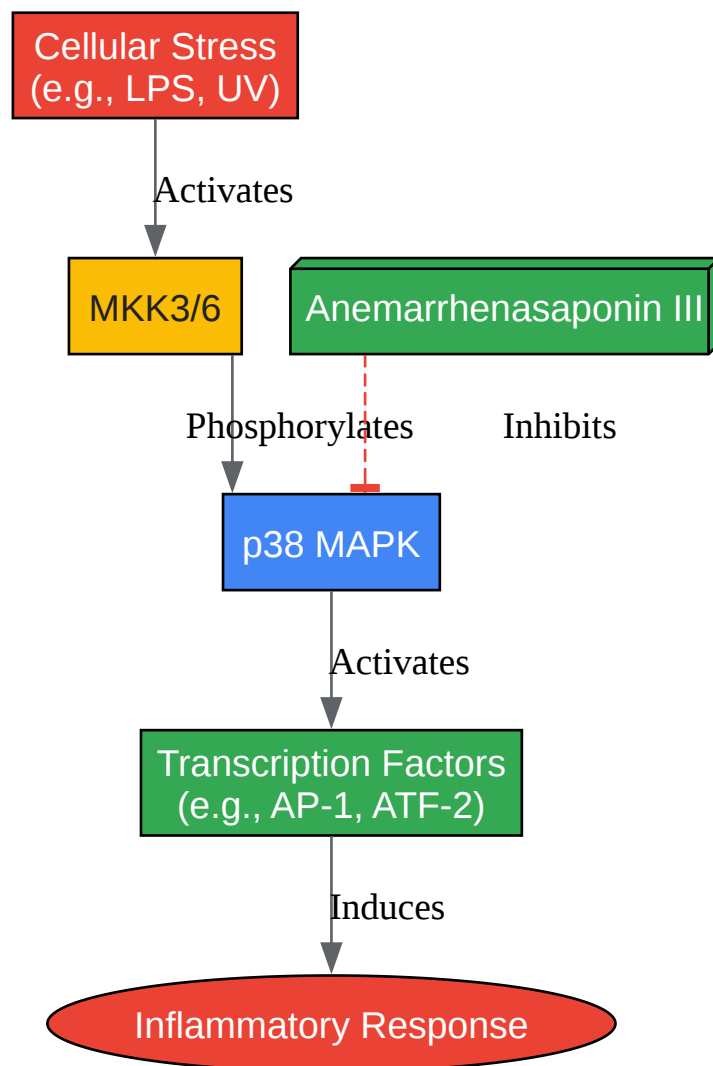 Cellular Stress
(e.g., LPS, UV)
Activates
MKK3/6
Anemarrhenasaponin III
Phosphorylates
Inhibits
p38 MAPK
Activates
Transcription Factors
(e.g., AP-1, ATF-2)
Induces
Inflammatory Response